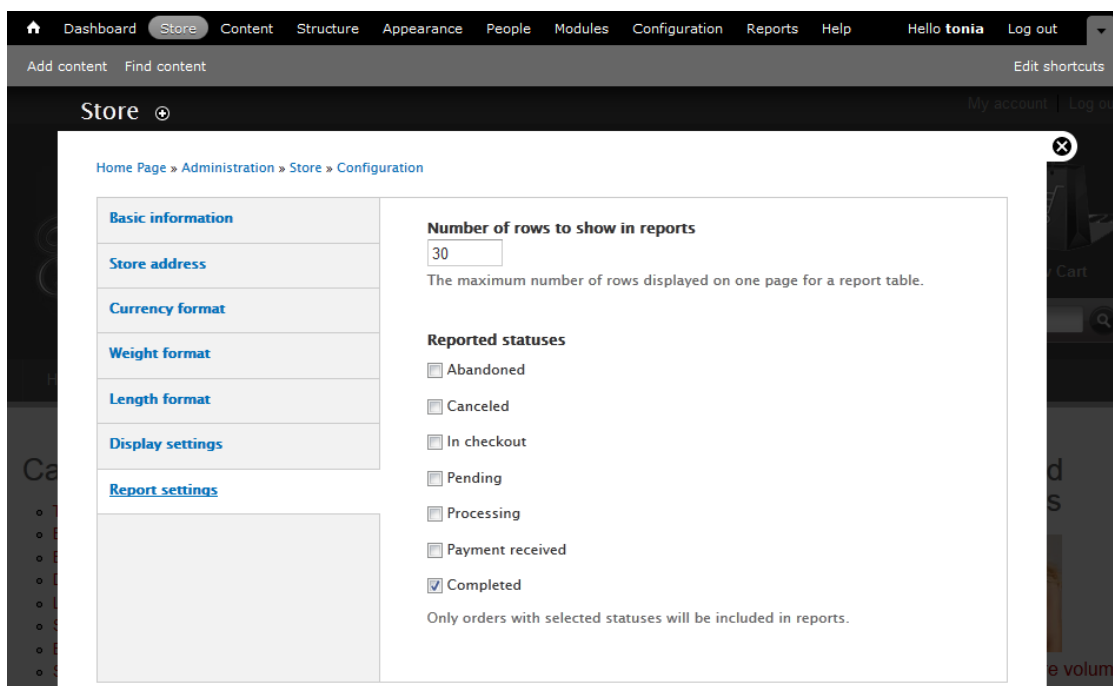 Dashboard Store Content Structure Appearance People Modules Configuration Reports Help Hello tonia Log out
Add content Find content Edit shortcuts
Store My account Log ou
Home Page » Administration » Store » Configuration
Basic information
Store address
Currency format
Weight format
Length format
Display settings
Report settings
Number of rows to show in reports
30
The maximum number of rows displayed on one page for a report table.
Reported statuses
Abandoned
Canceled
In checkout
Pending
Processing
Payment received
Completed
Only orders with selected statuses will be included in reports.
Cart
Ca
volum